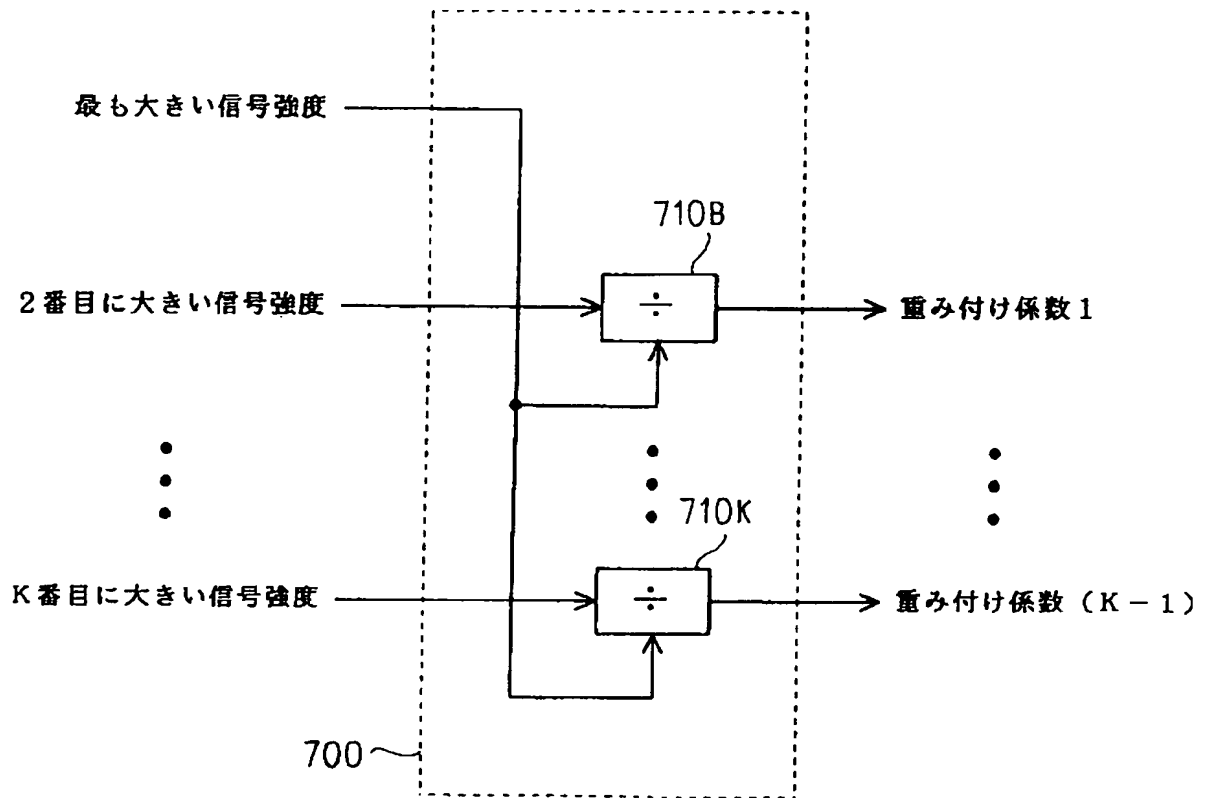 最も大きい信号強度
710B
÷
2番目に大きい信号強度
重み付け係数1
710K
÷
K番目に大きい信号強度
重み付け係数(K-1)
700